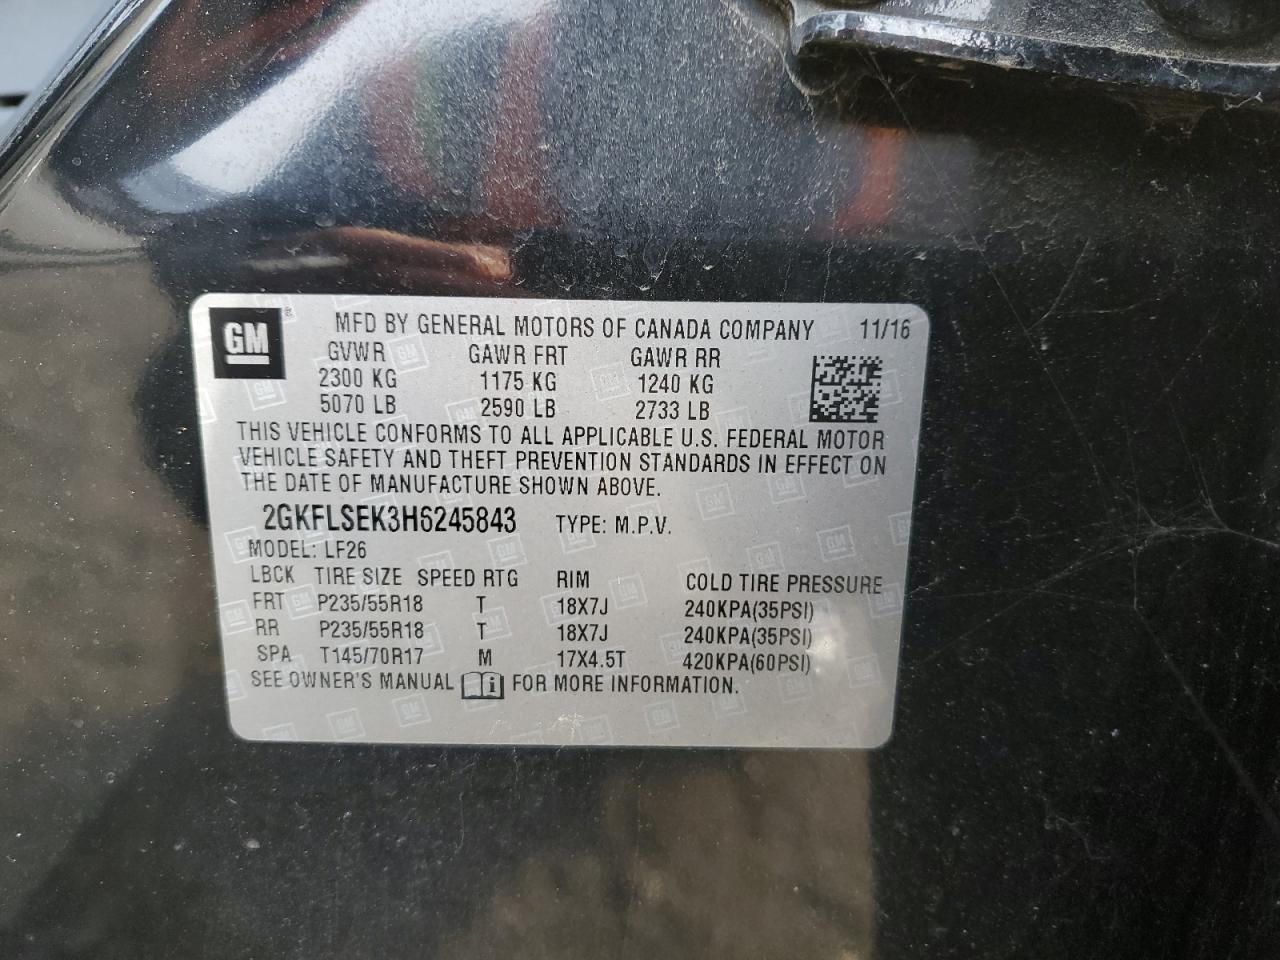 GM
MFD BY GENERAL MOTORS OF CANADA COMPANY 11/16
GVWR GAWR FRT GAWR RR
2300 KG 1175 KG 1240 KG
5070 LB 2590 LB 2733 LB
THIS VEHICLE CONFORMS TO ALL APPLICABLE U.S. FEDERAL MOTOR
VEHICLE SAFETY AND THEFT PREVENTION STANDARDS IN EFFECT ON
THE DATE OF MANUFACTURE SHOWN ABOVE.
2GKFLSEK3H6245843 TYPE: M.P.V.
MODEL: LF26
LBCK TIRE SIZE SPEED RTG RIM COLD TIRE PRESSURE
FRT P235/55R18 T 18X7J 240KPA(35PSI)
RR P235/55R18 T 18X7J 240KPA(35PSI)
SPA T145/70R17 M 17X4.5T 420KPA(60PSI)
SEE OWNER'S MANUAL i FOR MORE INFORMATION.